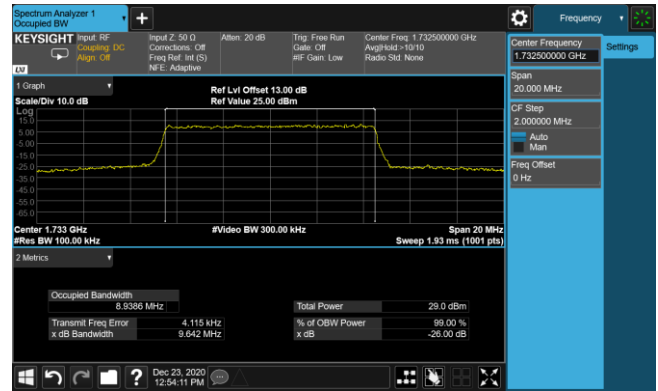 Spectrum Analyzer 1
Occupied BW
Frequency
KEYSIGHT
Input: RF
Coupling: DC
Align: Off
Input Z: 50 Ω
Corrections: Off
Freq Ref: Int (S)
NFE: Adaptive
Atten: 20 dB
Trig: Free Run
Gate: Off
#IF Gain: Low
Center Freq: 1.732500000 GHz
Avg|Hold:>10/10
Radio Std: None
LXI
Center Frequency
1.732500000 GHz
Settings
Span
20.000 MHz
CF Step
2.000000 MHz
Auto
Man
Freq Offset
0 Hz
1 Graph
Scale/Div 10.0 dB
Ref Lvl Offset 13.00 dB
Ref Value 25.00 dBm
Log
15.0
5.00
-5.00
-15.0
-25.0
-35.0
-45.0
-55.0
-65.0
Center 1.733 GHz
#Video BW 300.00 kHz
Span 20 MHz
#Res BW 100.00 kHz
Sweep 1.93 ms (1001 pts)
2 Metrics
Occupied Bandwidth
8.9386 MHz
Total Power
29.0 dBm
Transmit Freq Error
4.115 kHz
% of OBW Power
99.00 %
x dB Bandwidth
9.642 MHz
x dB
-26.00 dB
?
Dec 23, 2020
12:54:11 PM